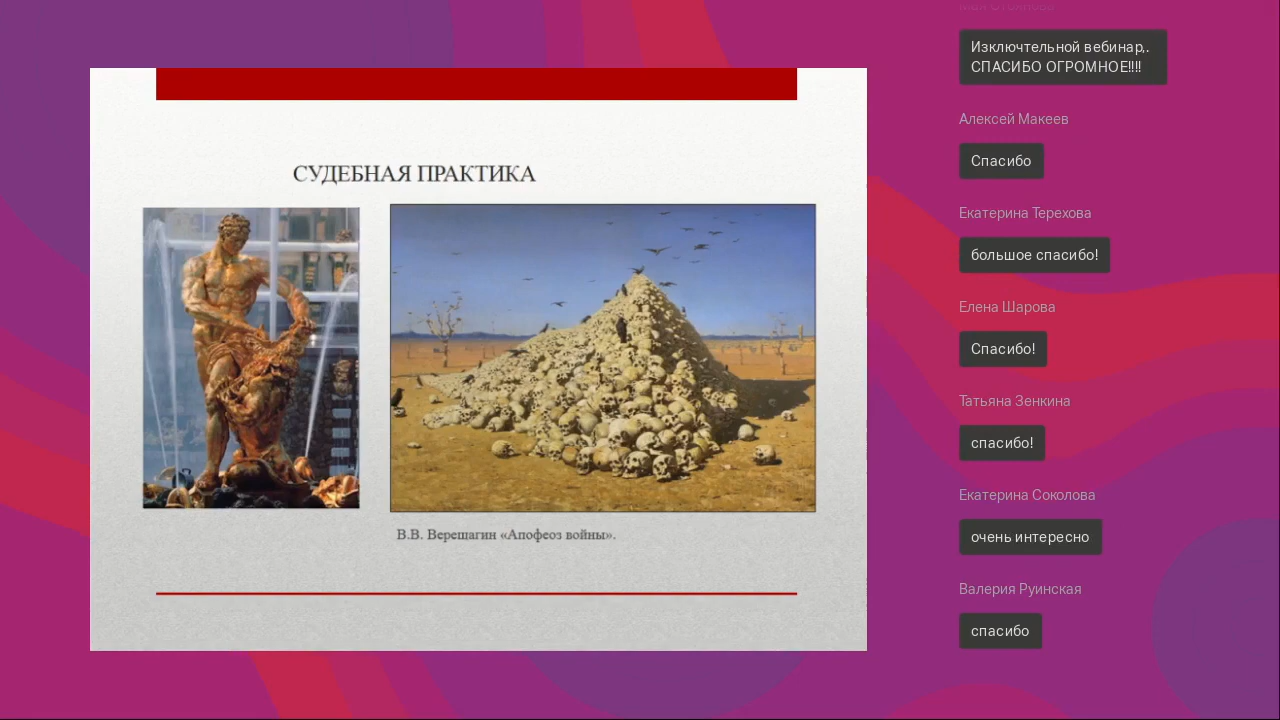 СУДЕБНАЯ ПРАКТИКА
В.В. Верещагин «Апофеоз войны».
Изключтельной вебинар,.
СПАСИБО ОГРОМНОЕ!!!!
Алексей Макеев
Спасибо
Екатерина Терехова
большое спасибо!
Елена Шарова
Спасибо!
Татьяна Зенкина
спасибо!
Екатерина Соколова
очень интересно
Валерия Руинская
спасибо